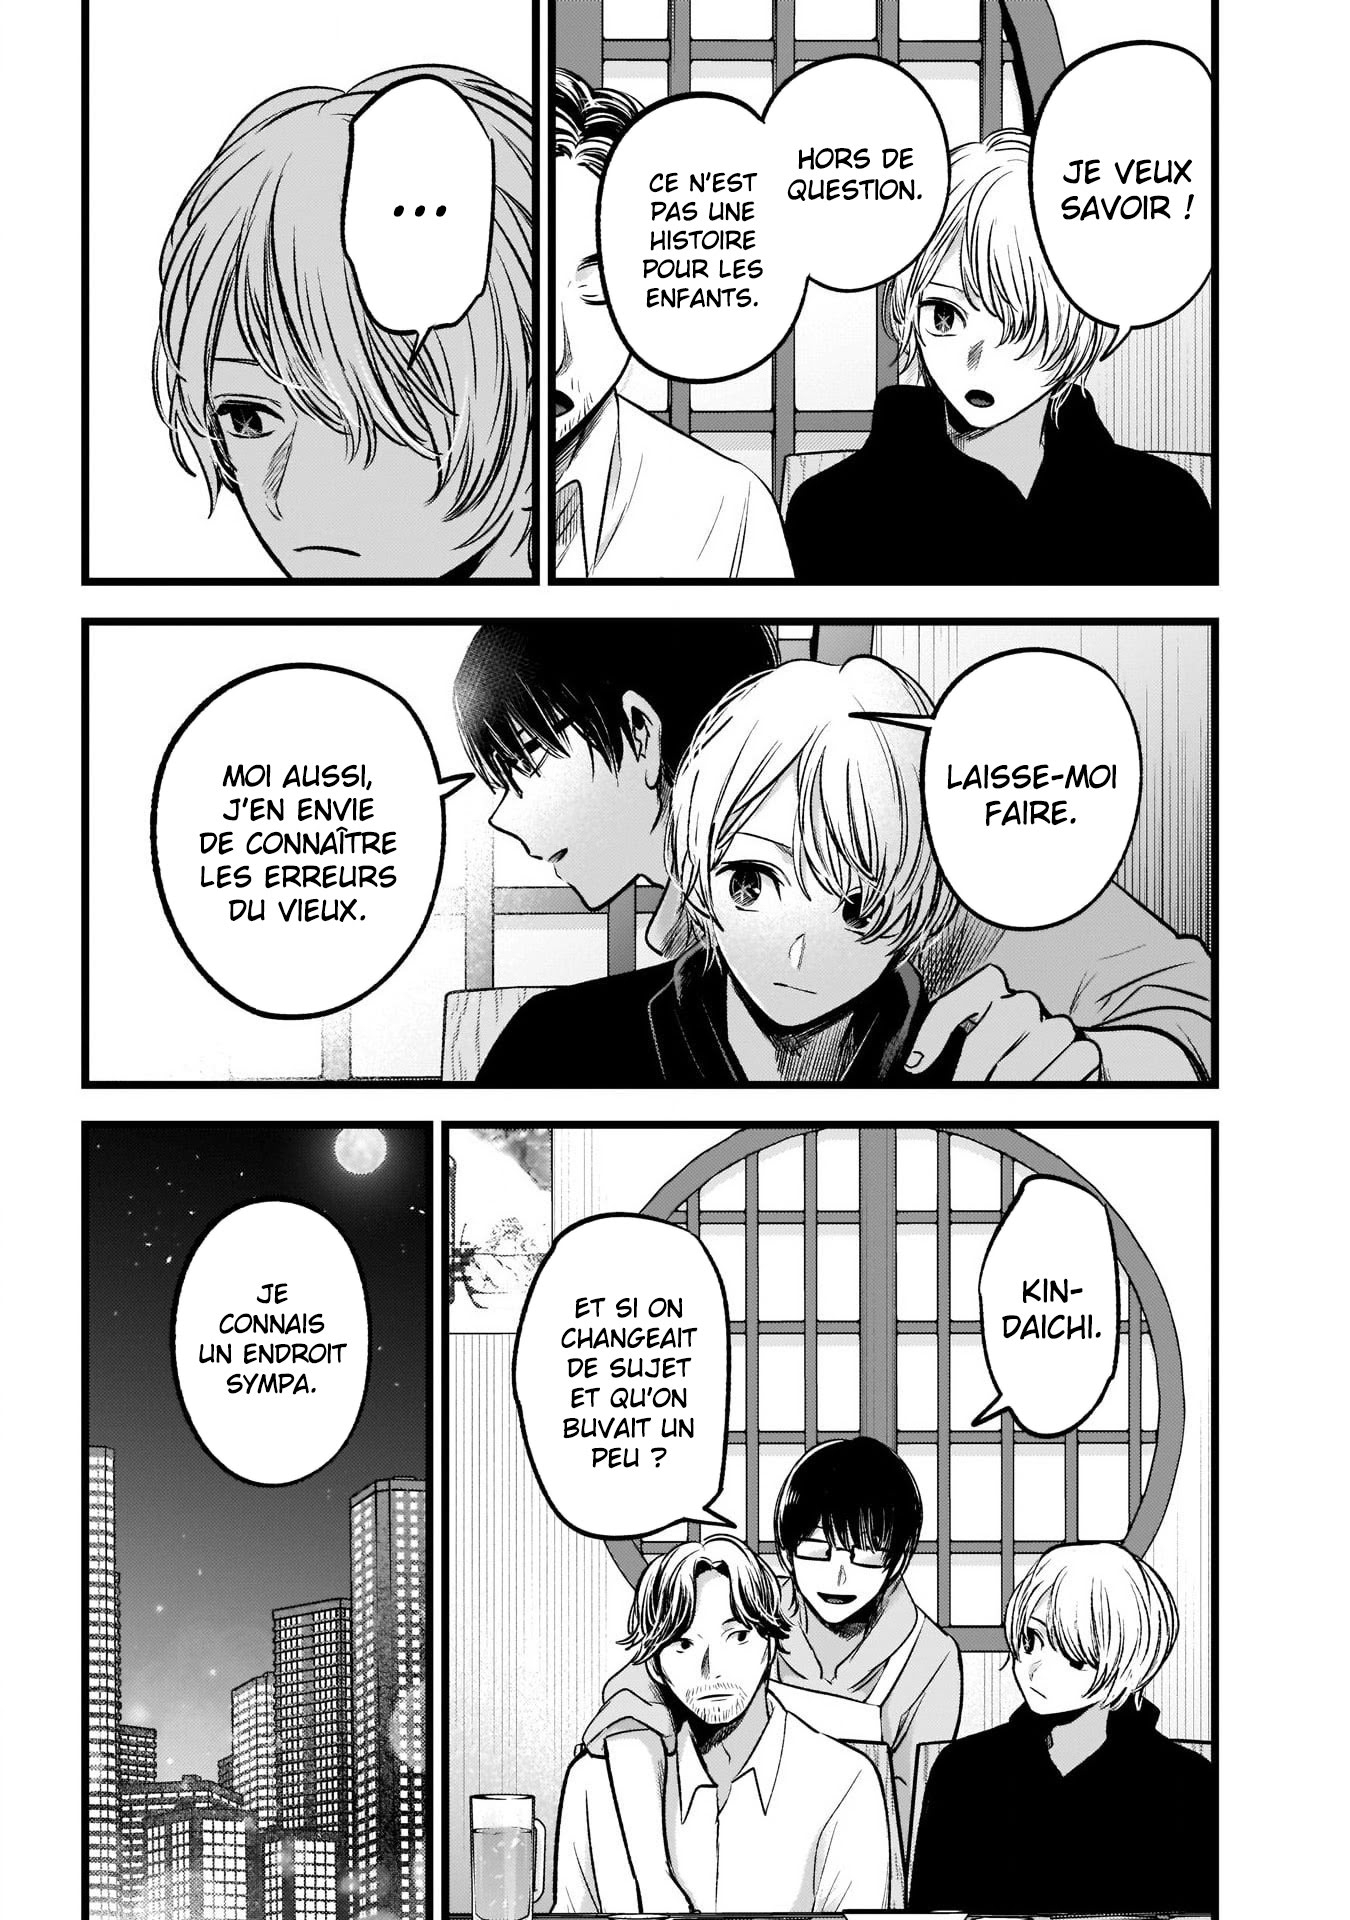 JE VEUX
SAVOIR !
HORS DE
QUESTION.
CE N'EST
PAS UNE
HISTOIRE
POUR LES
ENFANTS.
...
LAISSE-MOI
FAIRE.
MOI AUSSI,
J'EN ENVIE
DE CONNAÎTRE
LES ERREURS
DU VIEUX.
KIN-
DAICHI.
ET SI ON
CHANGEAIT
DE SUJET
ET QU'ON
BUVAIT UN
PEU ?
JE
CONNAIS
UN ENDROIT
SYMPA.